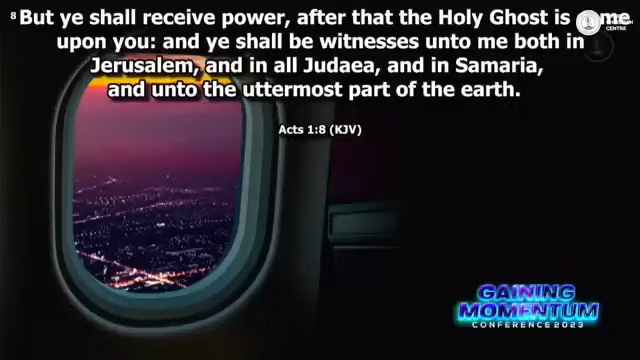 8 But ye shall receive power, after that the Holy Ghost is come
upon you: and ye shall be witnesses unto me both in
Jerusalem, and in all Judaea, and in Samaria,
and unto the uttermost part of the earth.
Acts 1:8 (KJV)
CENTRE
GAINING
MOMENTUM
CONFERENCE 2023